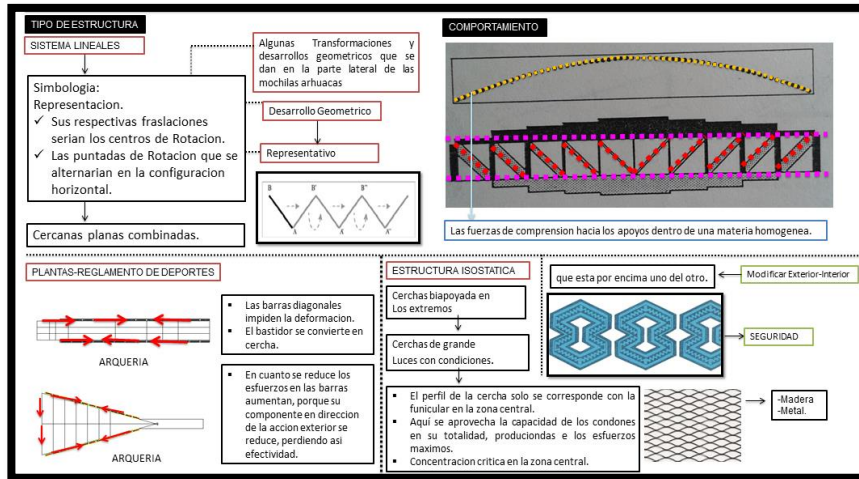 TIPO DE ESTRUCTURA
SISTEMA LINEALES
Simbologia:
Representacion.
✓ Sus respectivas fraslaciones
serian los centros de Rotacion.
✓ Las puntadas de Rotacion que se
alternarian en la configuracion
horizontal.
Cercanas planas combinadas.
Algunas Transformaciones y
desarrollos geometricos que se
dan en la parte lateral de las
mochilas arhuacas
Desarrollo Geometrico
Representativo
B B' B"
A A' A"
COMPORTAMIENTO
Las fuerzas de comprension hacia los apoyos dentro de una materia homogenea.
PLANTAS-REGLAMENTO DE DEPORTES
▪ Las barras diagonales
impiden la deformacion.
▪ El bastidor se convierte en
cercha.
ARQUERIA
▪ En cuanto se reduce los
esfuerzos en las barras
aumentan, porque su
componente en direccion
de la accion exterior se
reduce, perdiendo asi
efectividad.
ARQUERIA
ESTRUCTURA ISOSTATICA
Cerchas biapoyada en
Los extremos
Cerchas de grande
Luces con condiciones.
▪ El perfil de la cercha solo se corresponde con la
funicular en la zona central.
▪ Aquí se aprovecha la capacidad de los condones
en su totalidad, produciondas e los esfuerzos
maximos.
▪ Concentracion critica en la zona central.
que esta por encima uno del otro.
Modificar Exterior-Interior
SEGURIDAD
-Madera
-Metal.